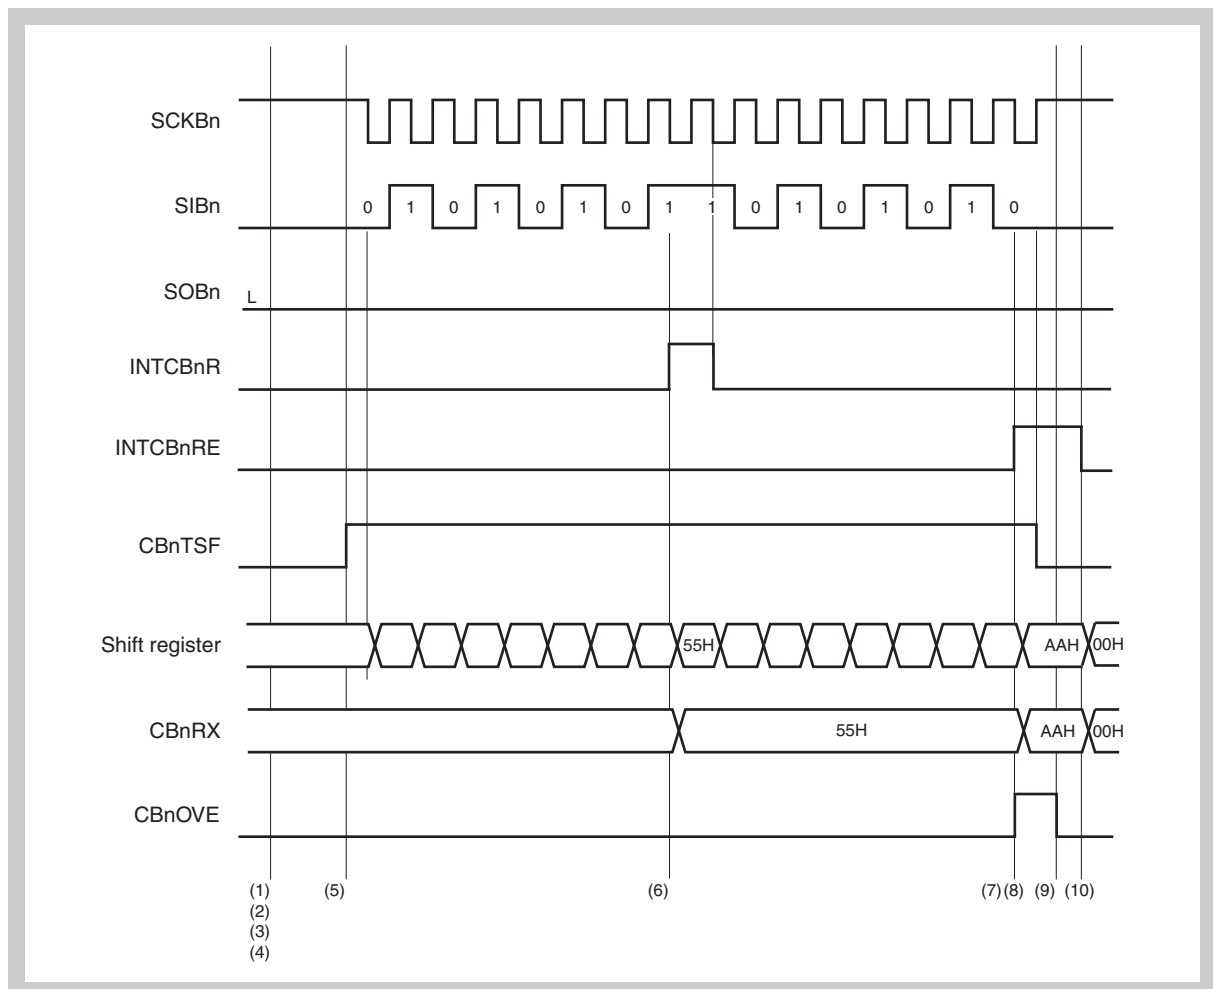 SCKBn
SIBn 0 1 0 1 0 1 0 1 1 0 1 0 1 0 1 0
SOBn L
INTCBnR
INTCBnRE
CBnTSF
Shift register 55H AAH 00H
CBnRX 55H AAH 00H
CBnOVE
(1) (5) (6) (7) (8) (9) (10)
(2)
(3)
(4)